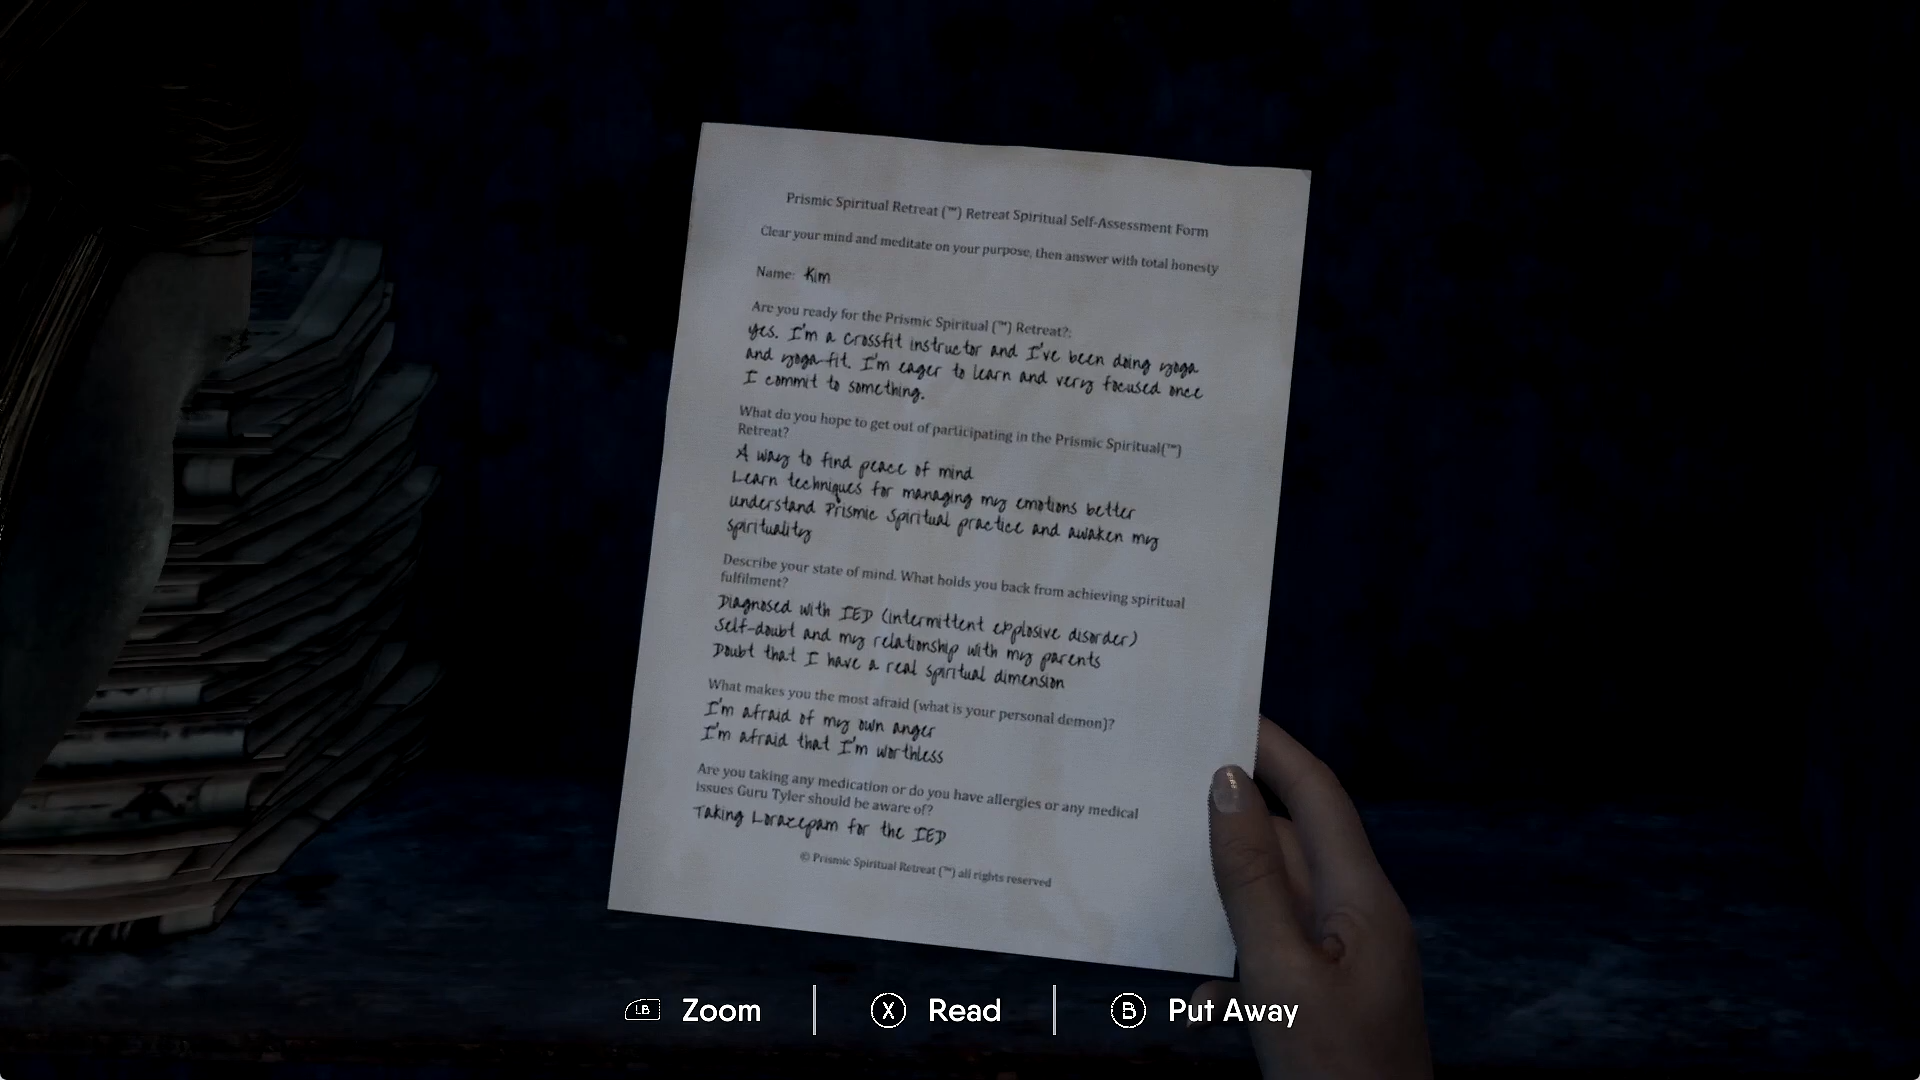 Prismic Spiritual Retreat (™) Retreat Spiritual Self-Assessment Form
Clear your mind and meditate on your purpose, then answer with total honesty
Name: Kim
Are you ready for the Prismic Spiritual (™) Retreat?:
yes. I'm a crossfit instructor and I've been doing yoga
and yoga-fit. I'm eager to learn and very focused once
I commit to something.
What do you hope to get out of participating in the Prismic Spiritual(™)
Retreat?
A way to find peace of mind
Learn techniques for managing my emotions better
understand Prismic Spiritual practice and awaken my
spirituality
Describe your state of mind. What holds you back from achieving spiritual
fulfilment?
Diagnosed with IED (intermittent explosive disorder)
Self-doubt and my relationship with my parents
Doubt that I have a real spiritual dimension
What makes you the most afraid (what is your personal demon)?
I'm afraid of my own anger
I'm afraid that I'm worthless
Are you taking any medication or do you have allergies or any medical
issues Guru Tyler should be aware of?
Taking Lorazepam for the IED
© Prismic Spiritual Retreat (™) all rights reserved
LB Zoom X Read B Put Away